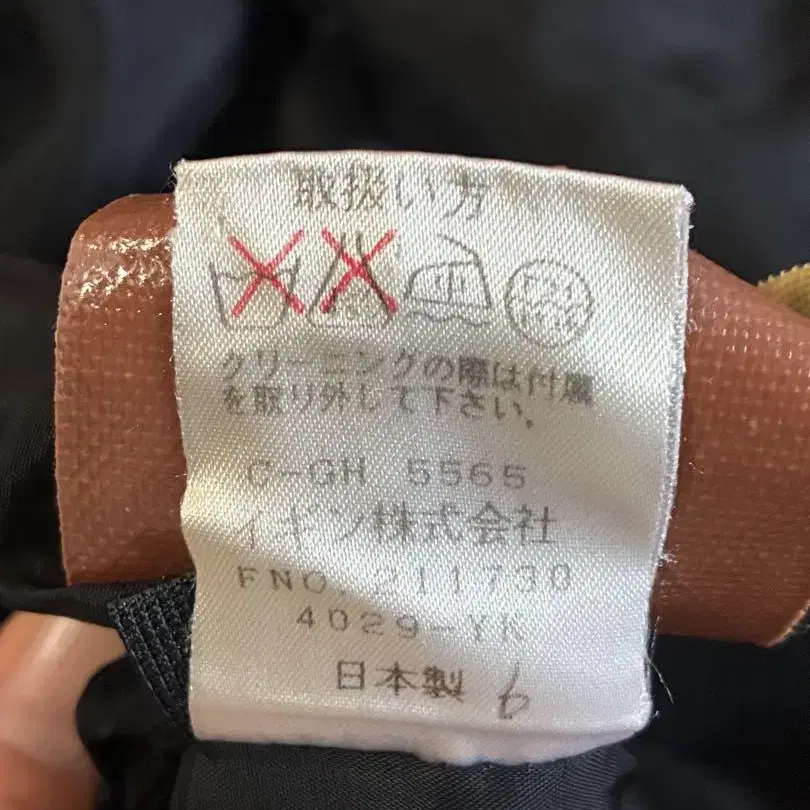 取扱い方
クリーニングの際は付属
を取り外して下さい。
C-GH 5565
イギン株式会社
FNO. 211730
4029-YK
日本製 6